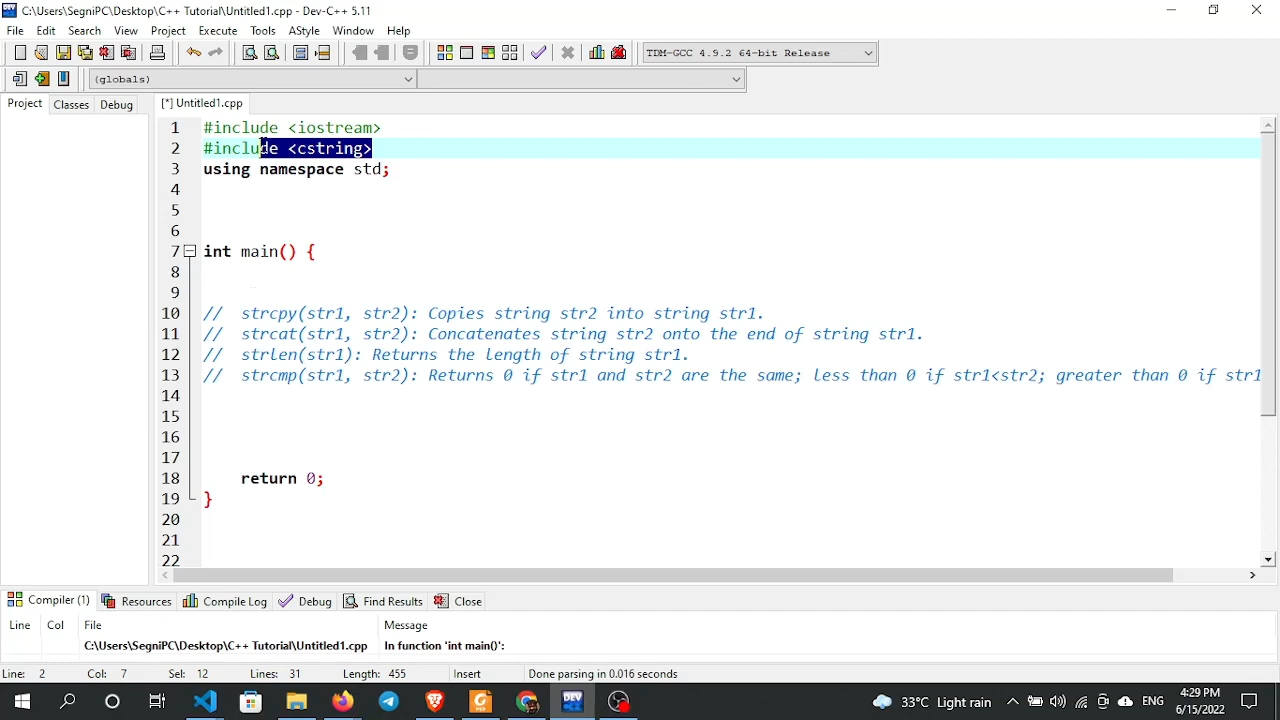 C:\Users\SegniPC\Desktop\C++ Tutorial\Untitled1.cpp - Dev-C++ 5.11
File Edit Search View Project Execute Tools AStyle Window Help
TDM-GCC 4.9.2 64-bit Release
(globals)
Project Classes Debug
[*] Untitled1.cpp
1 #include <iostream>
2 #include <cstring>
3 using namespace std;
4
5
6
7 int main() {
8
9
10 // strcpy(str1, str2): Copies string str2 into string str1.
11 // strcat(str1, str2): Concatenates string str2 onto the end of string str1.
12 // strlen(str1): Returns the length of string str1.
13 // strcmp(str1, str2): Returns 0 if str1 and str2 are the same; less than 0 if str1<str2; greater than 0 if str1
14
15
16
17
18 return 0;
19 }
20
21
22
Compiler (1) Resources Compile Log Debug Find Results Close
Line Col File Message
C:\Users\SegniPC\Desktop\C++ Tutorial\Untitled1.cpp In function 'int main()':
Line: 2 Col: 7 Sel: 12 Lines: 31 Length: 455 Insert Done parsing in 0.016 seconds
DEV
33°C Light rain
ENG
4:29 PM
6/15/2022